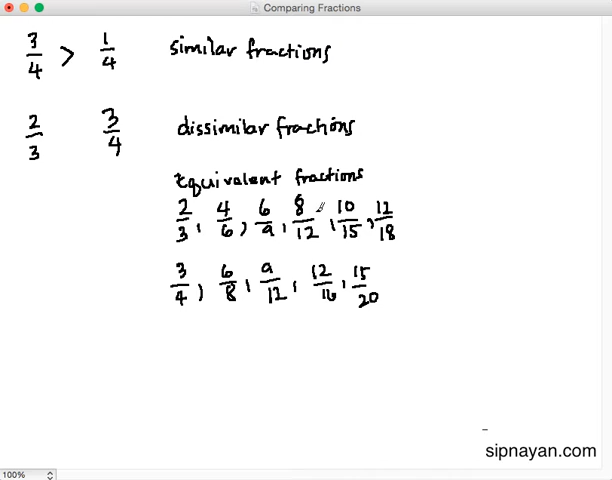 Comparing Fractions
3/4 > 1/4 similar fractions
2/3 3/4 dissimilar fractions
Equivalent fractions
2/3, 4/6, 6/9, 8/12, 10/15, 12/18
3/4, 6/8, 9/12, 12/16, 15/20
sipnayan.com
100%